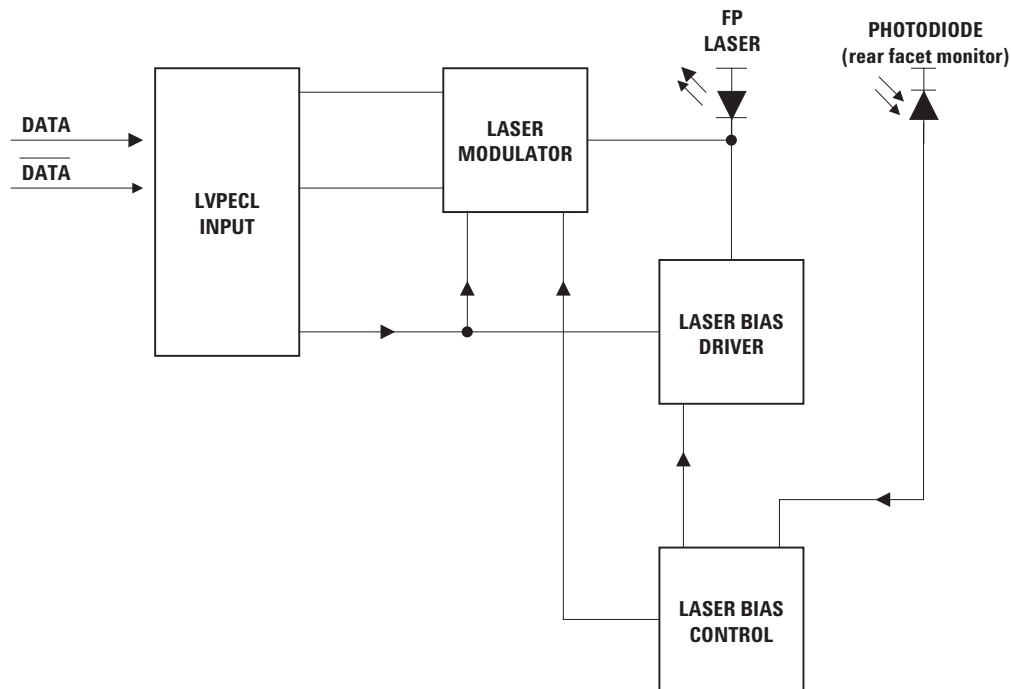 FP
LASER
PHOTODIODE
(rear facet monitor)
DATA
DATA
LVPECL
INPUT
LASER
MODULATOR
LASER BIAS
DRIVER
LASER BIAS
CONTROL